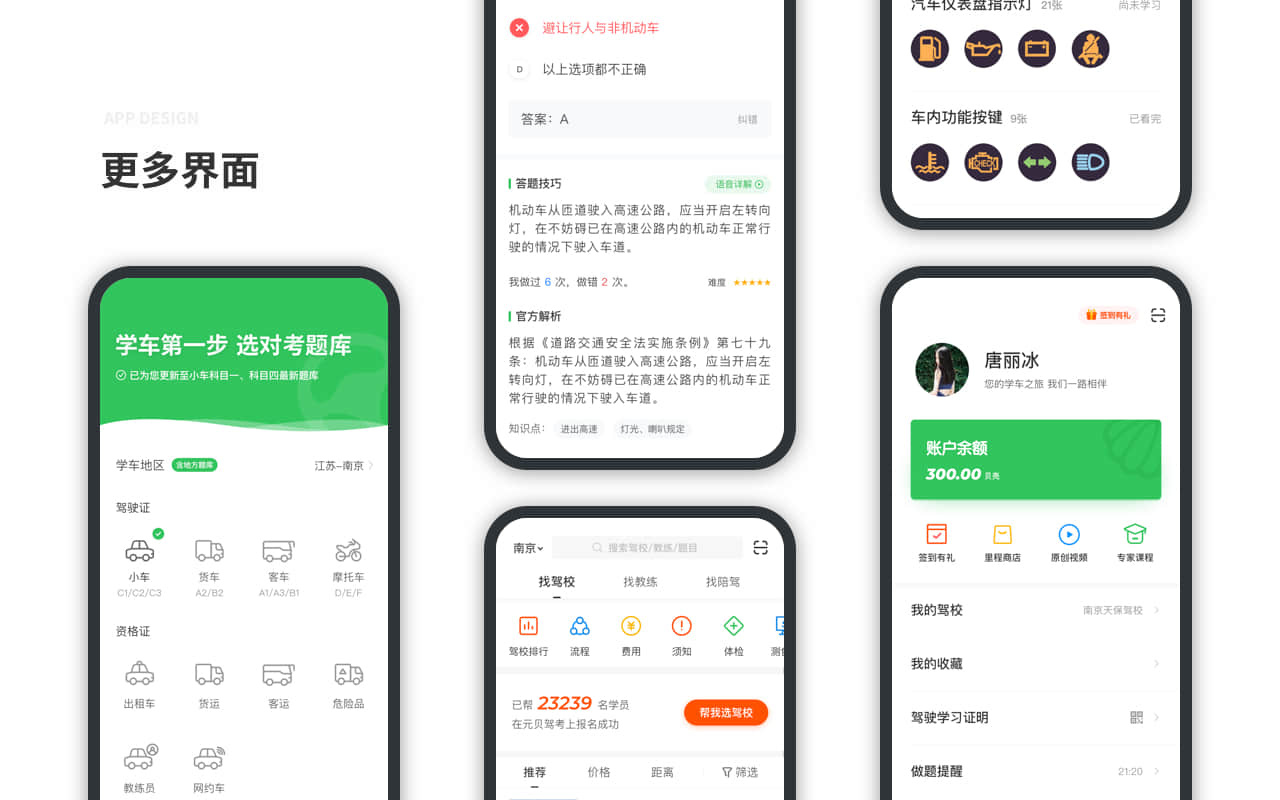 APP DESIGN
更多界面
学车第一步 选对考题库
已为您更新至小车科目一、科目四最新题库
学车地区 含地方题库 江苏-南京
驾驶证
小车 货车 客车 摩托车
C1/C2/C3 A2/B2 A1/A3/B1 D/E/F
资格证
出租车 货运 客运 危险品
教练员 网约车
避让行人与非机动车
D 以上选项都不正确
答案：A 纠错
答题技巧 语音详解
机动车从匝道驶入高速公路，应当开启左转向
灯，在不妨碍已在高速公路内的机动车正常行
驶的情况下驶入车道。
我做过 6 次，做错 2 次。 难度
官方解析
根据《道路交通安全法实施条例》第七十九
条：机动车从匝道驶入高速公路，应当开启左
转向灯，在不妨碍已在高速公路内的机动车正
常行驶的情况下驶入车道。
知识点： 进出高速 灯光、喇叭规定
南京 搜索驾校/教练/题目
找驾校 找教练 找陪驾
驾校排行 流程 费用 须知 体检
已帮 23239 名学员
在元贝驾考上报名成功
帮我选驾校
推荐 价格 距离 筛选
汽车仪表盘指示灯 21张 尚未学习
车内功能按键 9张 已看完
CHECK
签到有礼
唐丽冰
您的学车之旅 我们一路相伴
账户余额
300.00 贝壳
签到有礼 里程商店 原创视频 专家课程
我的驾校 南京天保驾校
我的收藏
驾驶学习证明
做题提醒 21:20